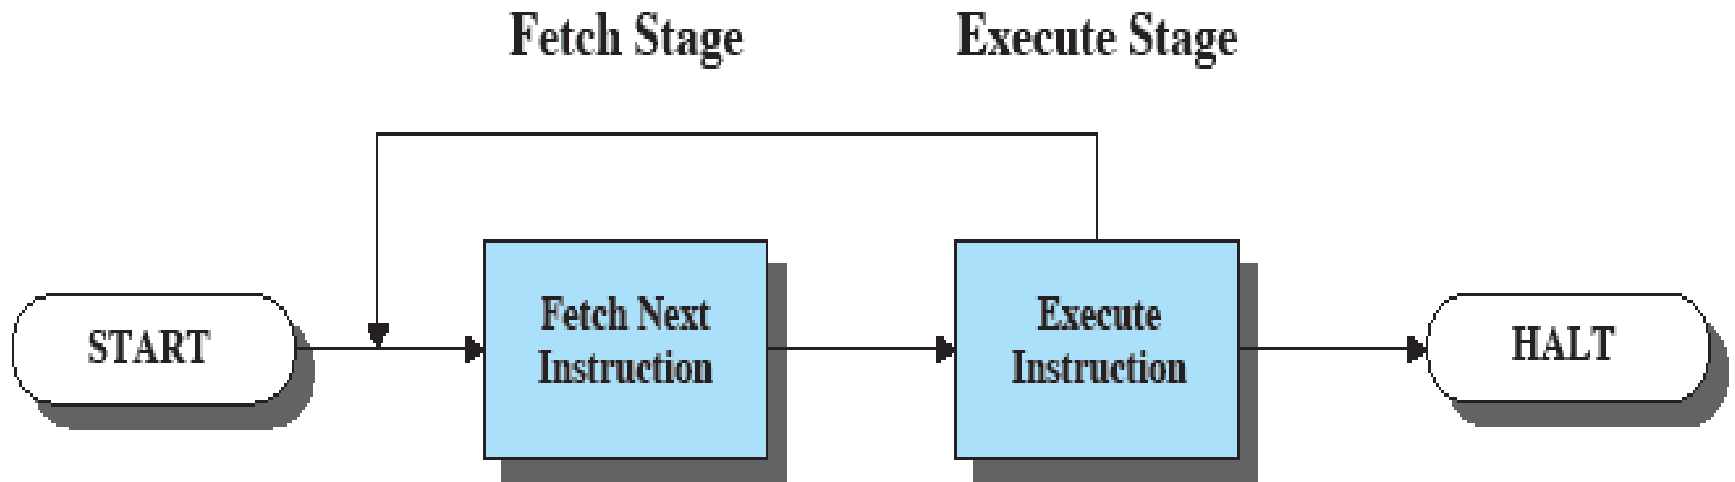 Fetch Stage
Execute Stage
START
Fetch Next
Instruction
Execute
Instruction
HALT